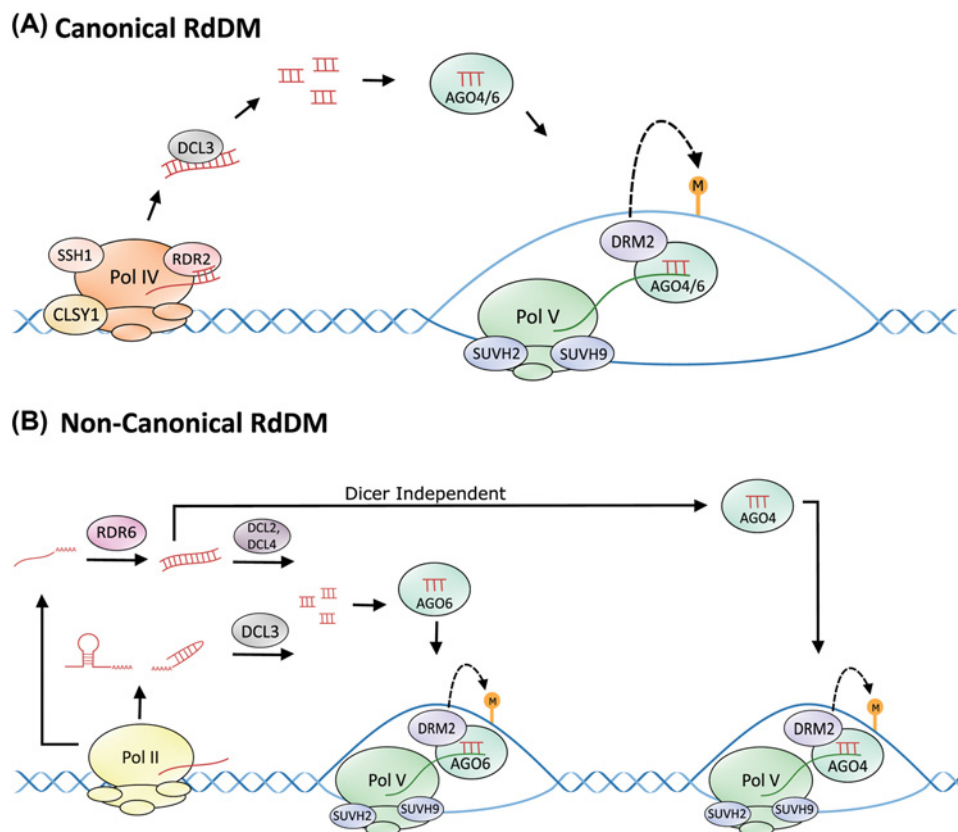 (A) Canonical RdDM
DCL3
AGO4/6
M
SSH1
Pol IV
RDR2
CLSY1
DRM2
AGO4/6
Pol V
SUVH2
SUVH9
(B) Non-Canonical RdDM
Dicer Independent
RDR6
DCL2,
DCL4
AGO4
AGO6
DCL3
M
M
DRM2
AGO6
DRM2
AGO4
Pol II
Pol V
Pol V
SUVH2
SUVH9
SUVH2
SUVH9